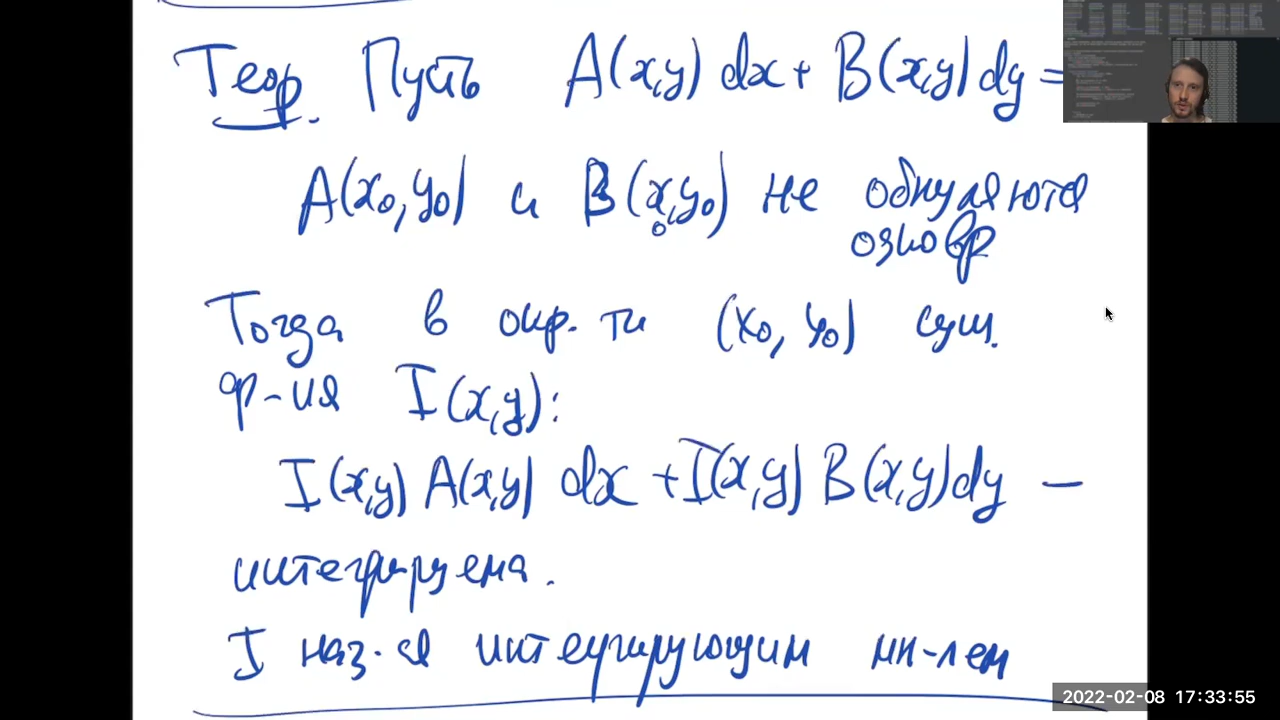 Теор. Пусть A(x,y) dx + B(x,y) dy =
A(x₀,y₀) и B(x₀,y₀) не обнуляются
одновр
Тогда в окр. ти (x₀, y₀) сущ.
ф-ия I(x,y):
I(x,y) A(x,y) dx + I(x,y) B(x,y) dy –
интегрируема.
I наз-ся интегрирующим мн-лем
2022-02-08 17:33:55